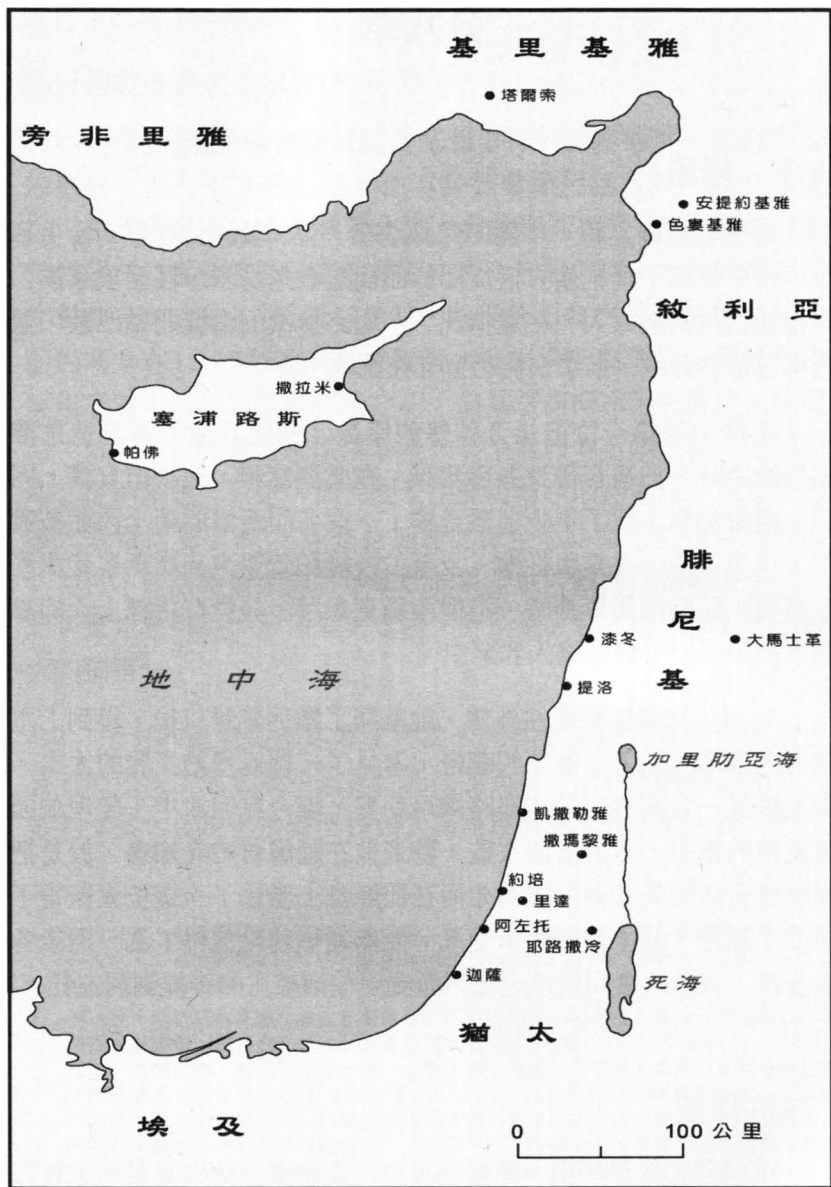 基里基雅
塔爾索
旁非里雅
安提約基雅
色婁基雅
敘利亞
撒拉米
塞浦路斯
帕佛
腓尼基
漆冬
大馬士革
地中海
提洛
加里肋亞海
凱撒勒雅
撒瑪黎雅
約培
里達
阿左托
耶路撒冷
迦薩
死海
猶太
埃及
0 100公里